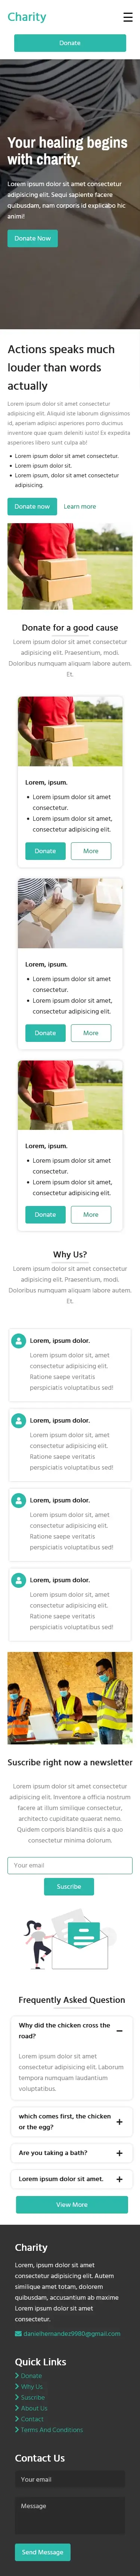 Charity
Donate
Your healing begins
with charity.
Lorem ipsum dolor sit amet consectetur
adipisicing elit. Sequi sapiente facere
quibusdam, nam corporis id explicabo hic
animi!
Donate Now
Actions speaks much
louder than words
actually
Lorem ipsum dolor sit amet consectetur
adipisicing elit. Aliquid iste laborum dignissimos
id, aperiam adipisci asperiores porro ducimus
consectetur quae ipsum deleniti iusto! Ex expedita
asperiores libero sunt culpa ab!
Lorem ipsum dolor sit amet consectetur.
Lorem ipsum dolor sit.
Lorem ipsum, dolor sit amet consectetur
adipisicing.
Donate now
Learn more
Donate for a good cause
Lorem ipsum dolor sit amet consectetur
adipisicing elit. Praesentium, modi.
Doloribus numquam aliquam labore autem.
Et.
Lorem, ipsum.
Lorem ipsum dolor sit amet
consectetur.
Lorem ipsum dolor sit amet,
consectetur adipisicing elit.
Donate
More
Lorem, ipsum.
Lorem ipsum dolor sit amet
consectetur.
Lorem ipsum dolor sit amet,
consectetur adipisicing elit.
Donate
More
Lorem, ipsum.
Lorem ipsum dolor sit amet
consectetur.
Lorem ipsum dolor sit amet,
consectetur adipisicing elit.
Donate
More
Why Us?
Lorem ipsum dolor sit amet consectetur
adipisicing elit. Praesentium, modi.
Doloribus numquam aliquam labore autem.
Et.
Lorem, ipsum dolor.
Lorem ipsum dolor sit, amet
consectetur adipisicing elit.
Ratione saepe veritatis
perspiciatis voluptatibus sed!
Lorem, ipsum dolor.
Lorem ipsum dolor sit, amet
consectetur adipisicing elit.
Ratione saepe veritatis
perspiciatis voluptatibus sed!
Lorem, ipsum dolor.
Lorem ipsum dolor sit, amet
consectetur adipisicing elit.
Ratione saepe veritatis
perspiciatis voluptatibus sed!
Lorem, ipsum dolor.
Lorem ipsum dolor sit, amet
consectetur adipisicing elit.
Ratione saepe veritatis
perspiciatis voluptatibus sed!
Suscribe right now a newsletter
Lorem ipsum dolor sit amet consectetur
adipisicing elit. Inventore a officia nostrum
facere at illum similique consectetur,
architecto cupiditate quaerat nemo.
Quidem corporis blanditiis quis a quo
consectetur minima dolorum.
Your email
Suscribe
Frequently Asked Question
Why did the chicken cross the
road?
Lorem ipsum dolor sit amet
consectetur adipisicing elit. Laborum
tempora numquam laudantium
voluptatibus.
which comes first, the chicken
or the egg?
Are you taking a bath?
Lorem ipsum dolor sit amet.
View More
Charity
Lorem, ipsum dolor sit amet
consectetur adipisicing elit. Autem
similique amet totam, dolorem
quibusdam, accusantium ab maxime
Lorem ipsum dolor sit amet
consectetur.
danielhernandez9980@gmail.com
Quick Links
Donate
Why Us
Suscribe
About Us
Contact
Terms And Conditions
Contact Us
Your email
Message
Send Message